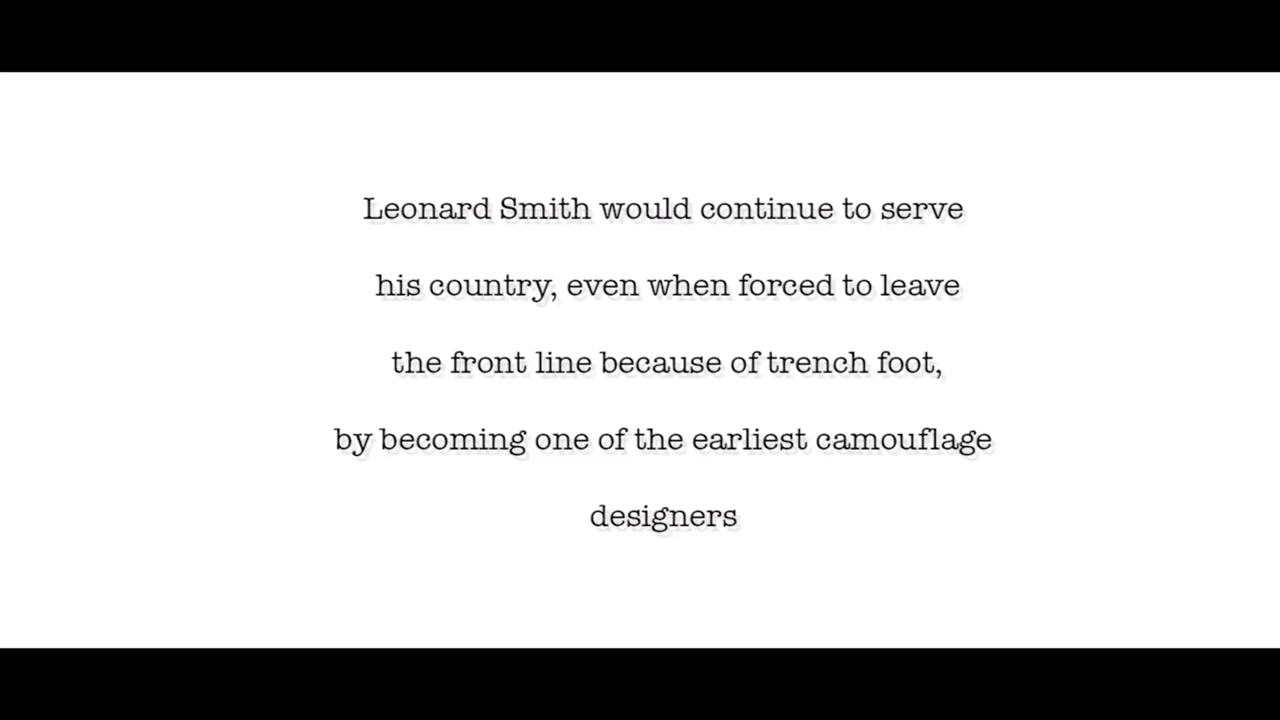 Leonard Smith would continue to serve
his country, even when forced to leave
the front line because of trench foot,
by becoming one of the earliest camouflage
designers